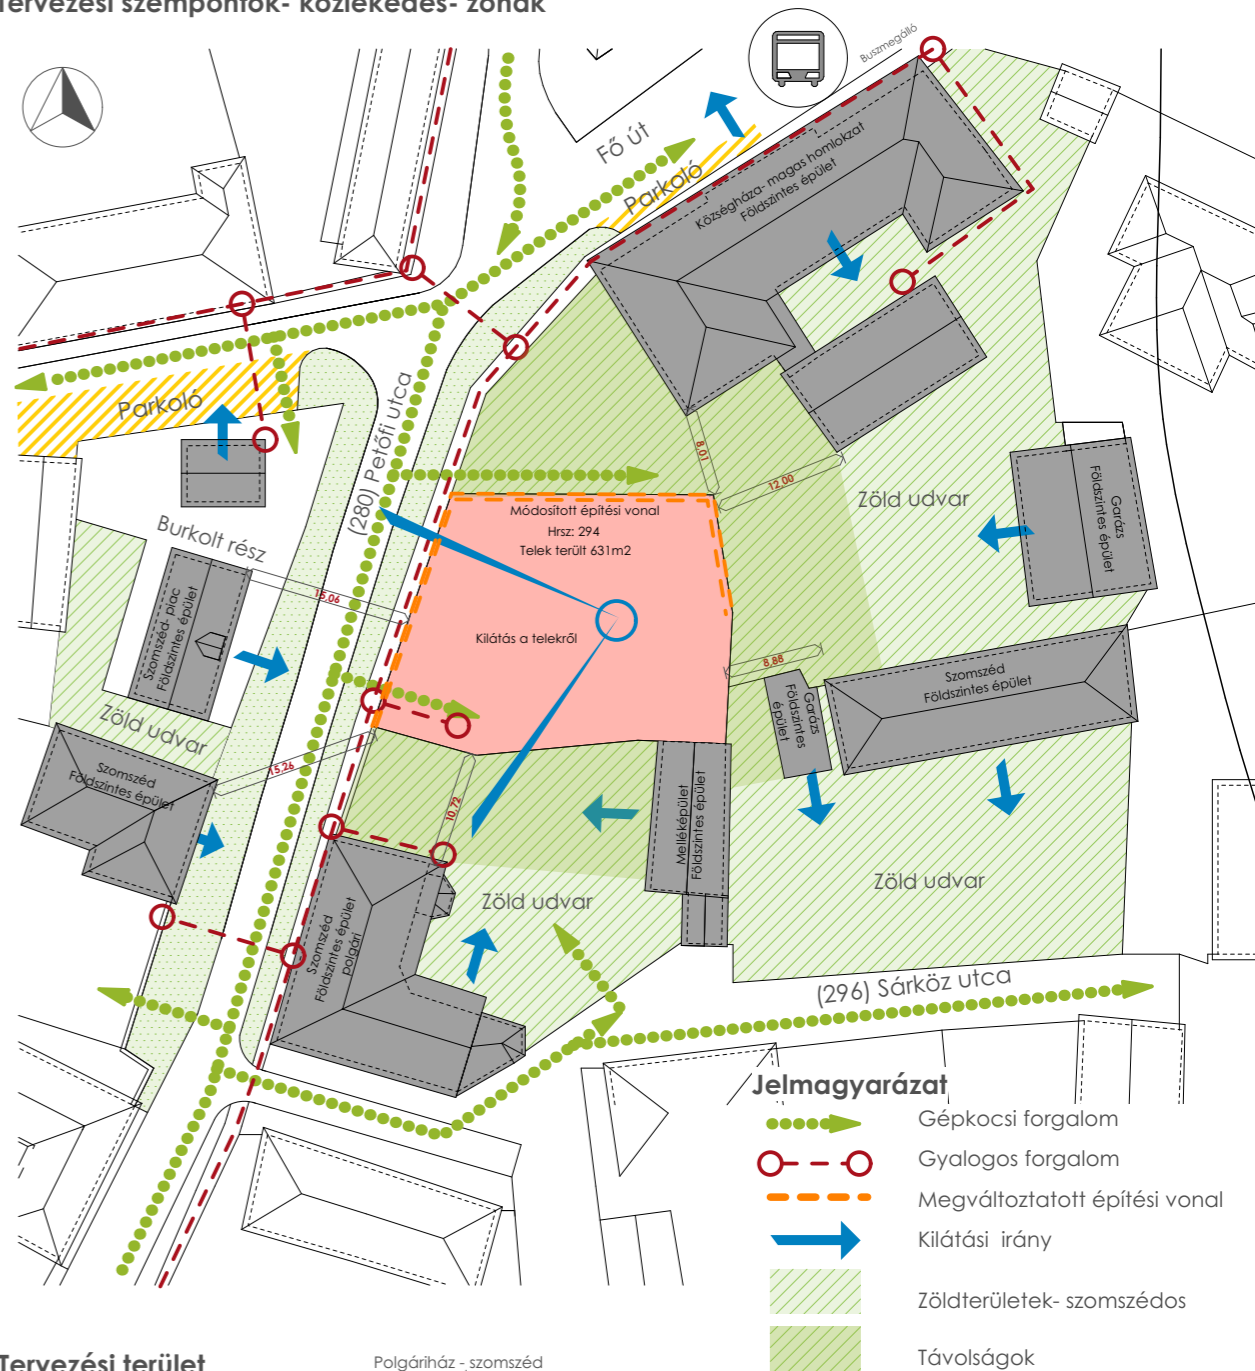 Tervezési szempontok- közlekedés- zónák
Buszmegálló
Fő út
Parkoló
Községháza- magas homlokzat
Földszintes épület
Parkoló
(280) Petőfi utca
8,01
12,00
Zöld udvar
Garázs
Földszintes épület
Módosított építési vonal
Hrsz: 294
Telek terült 631m2
Burkolt rész
15,06
Szomszéd- piac
Földszintes épület
Kilátás a telekről
8,88
Szomszéd
Földszintes épület
Garázs
Földszintes
épület
Zöld udvar
15,26
Szomszéd
Földszintes épület
10,72
Melléképület
Földszintes épület
Zöld udvar
Zöld udvar
Szomszéd
Földszintes épület
polgári
(296) Sárköz utca
Jelmagyarázat
Gépkocsi forgalom
Gyalogos forgalom
Megváltoztatott építési vonal
Kilátási irány
Zöldterületek- szomszédos
Távolságok
Tervezési terület
Polgáriház - szomszéd